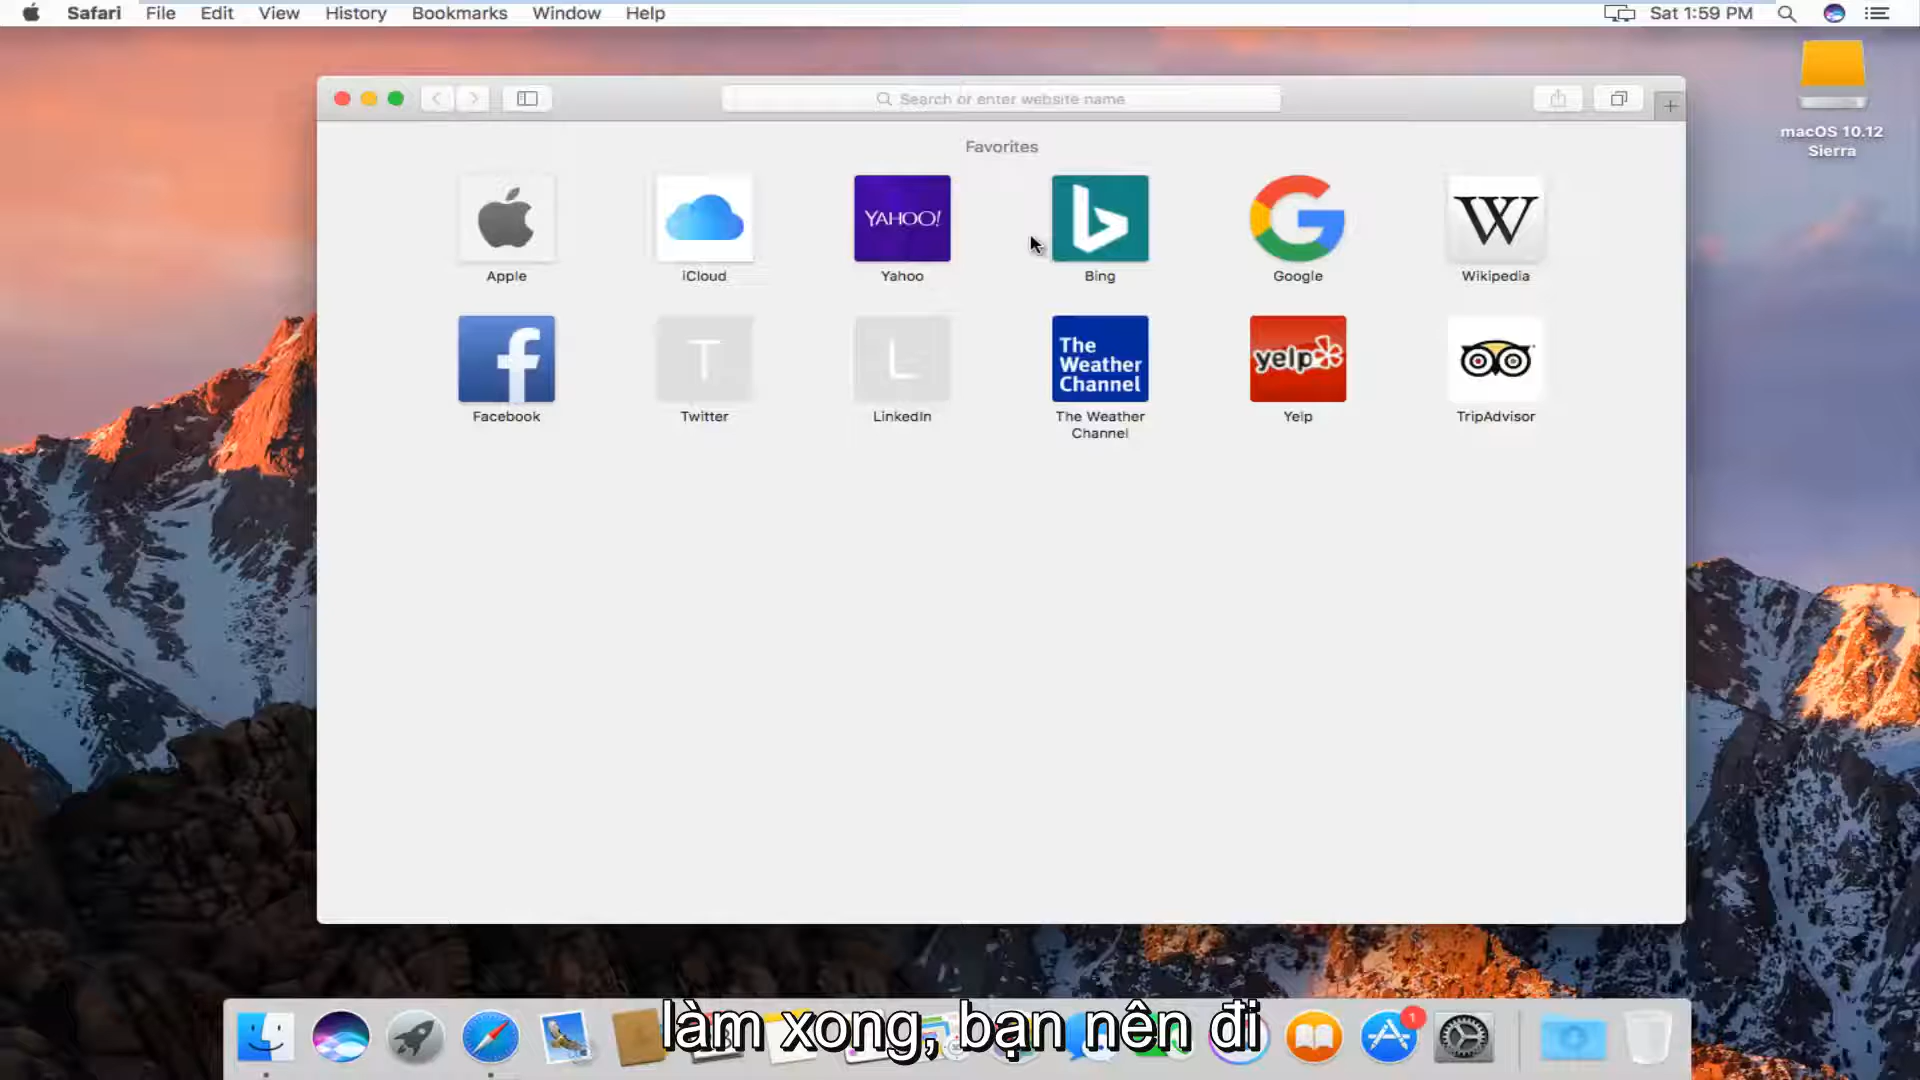 Safari File Edit View History Bookmarks Window Help Sat 1:59 PM
Search or enter website name
macOS 10.12
Sierra
Favorites
YAHOO!
W
Apple iCloud Yahoo Bing Google Wikipedia
f T L The
Weather
Channel yelp
Facebook Twitter LinkedIn The Weather
Channel Yelp TripAdvisor
1
làm xong, bạn nên đi